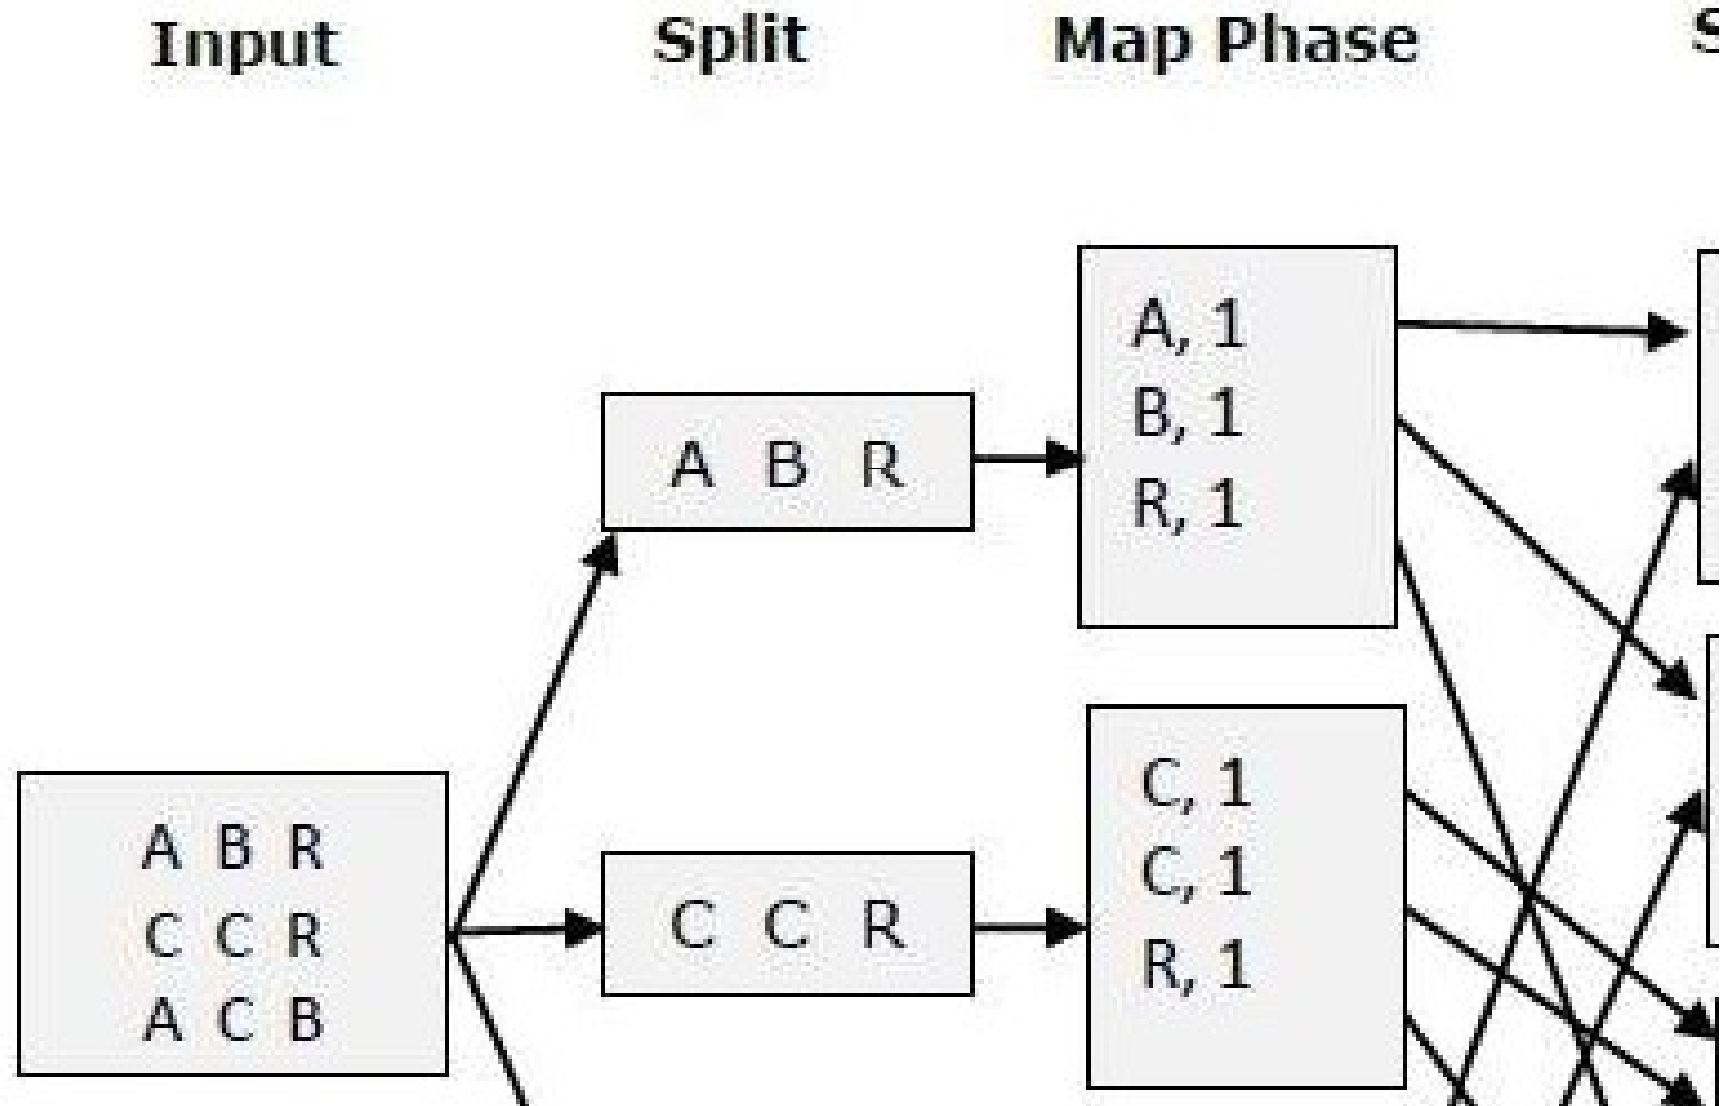 Input Split Map Phase S
A, 1
B, 1
R, 1
A B R
C, 1
C, 1
R, 1
C C R
A B R
C C R
A C B